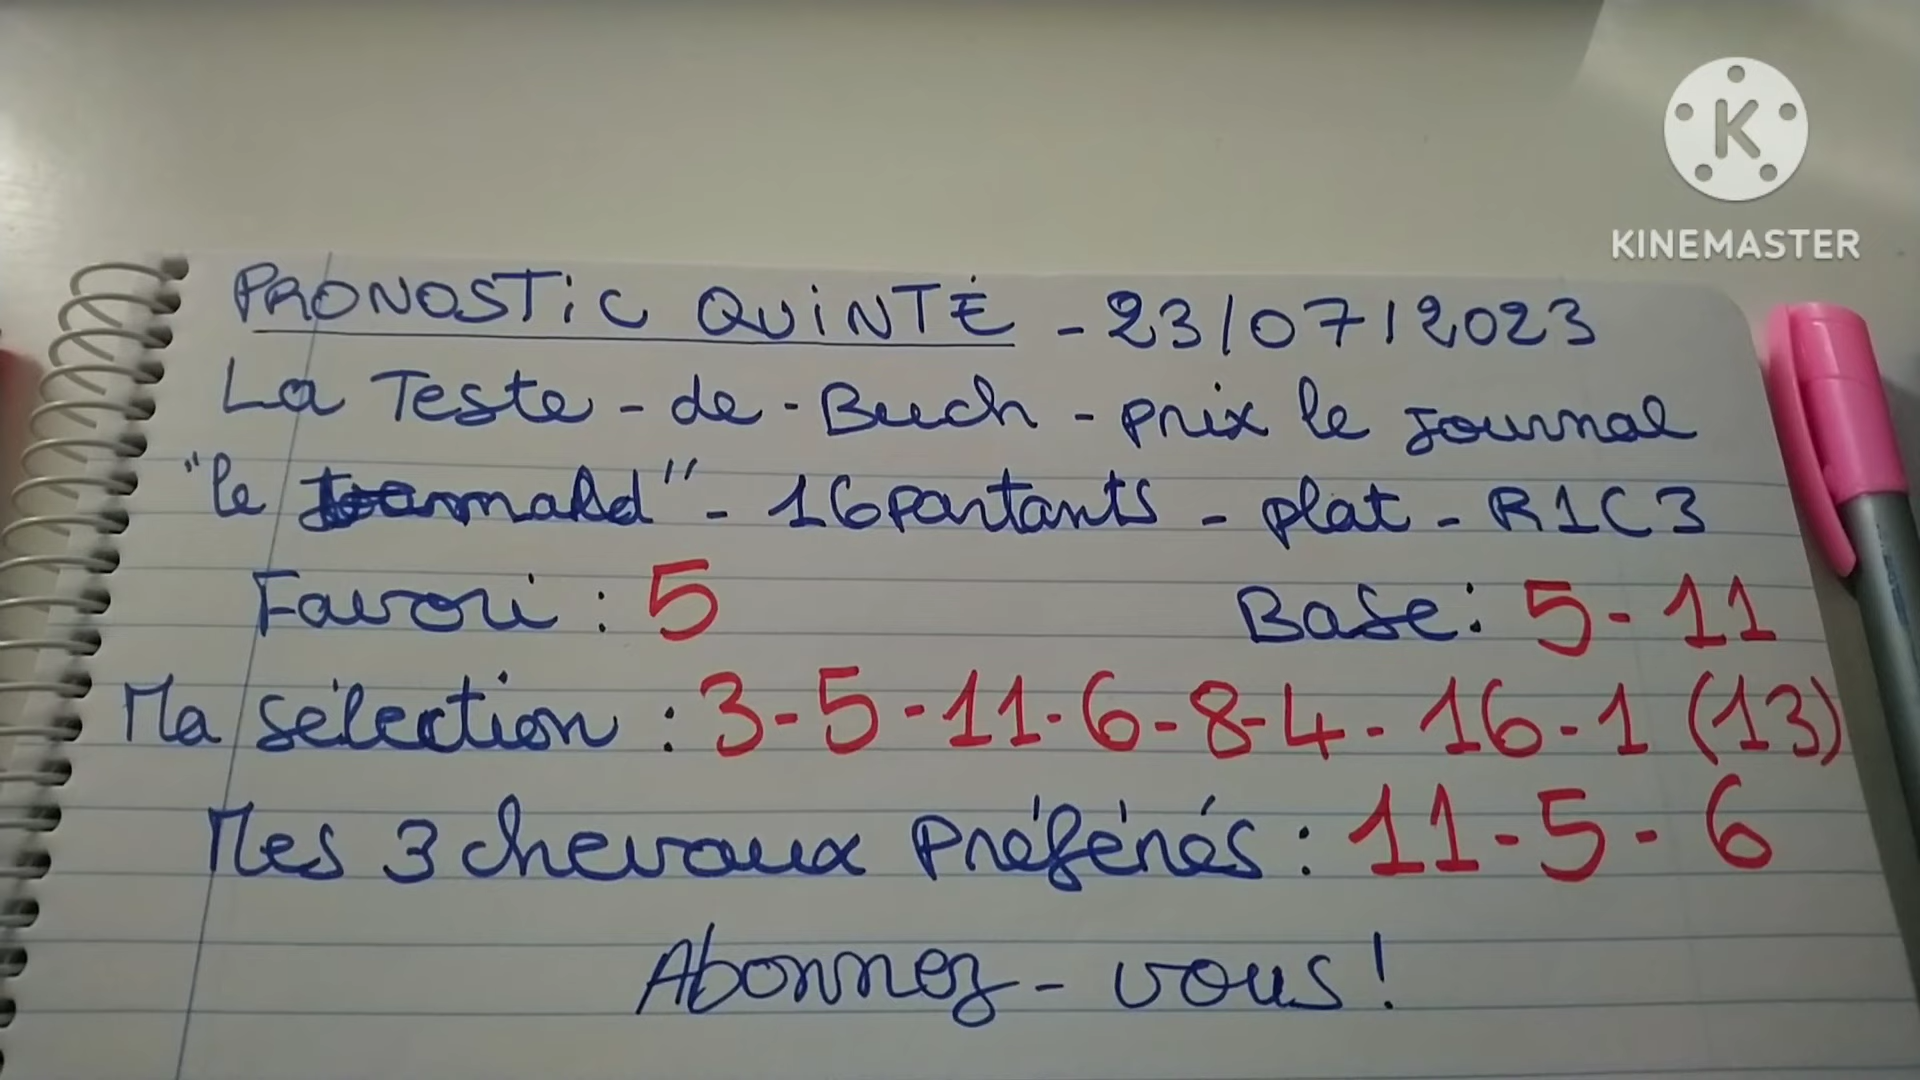 K
KINEMASTER
PRONOSTIC QUINTÉ - 23/07/2023
La Teste-de-Buch - prix le journal
"le " - 16 partants - plat - R1C3
Favori : 5
Base : 5 - 11
Ma sélection : 3 - 5 - 11 - 6 - 8 - 4 - 16 - 1 (13)
Mes 3 chevaux préférés : 11 - 5 - 6
Abonnez-vous !